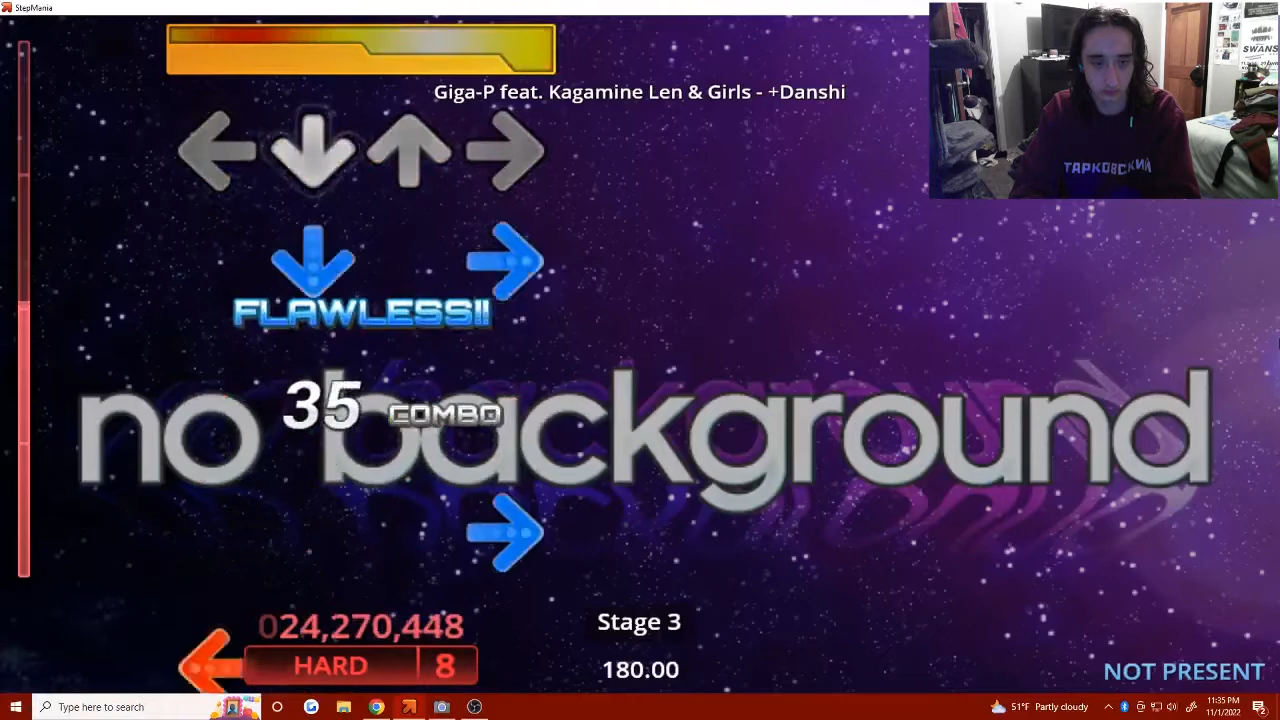 StepMania
Giga-P feat. Kagamine Len & Girls - +Danshi
SWANS
ТАРКОВСКИЙ
FLAWLESS!!
35 COMBO
no background
024,270,448
HARD 8
Stage 3
180.00
NOT PRESENT
Type here to search
51°F Partly cloudy
11:35 PM
11/1/2022
2